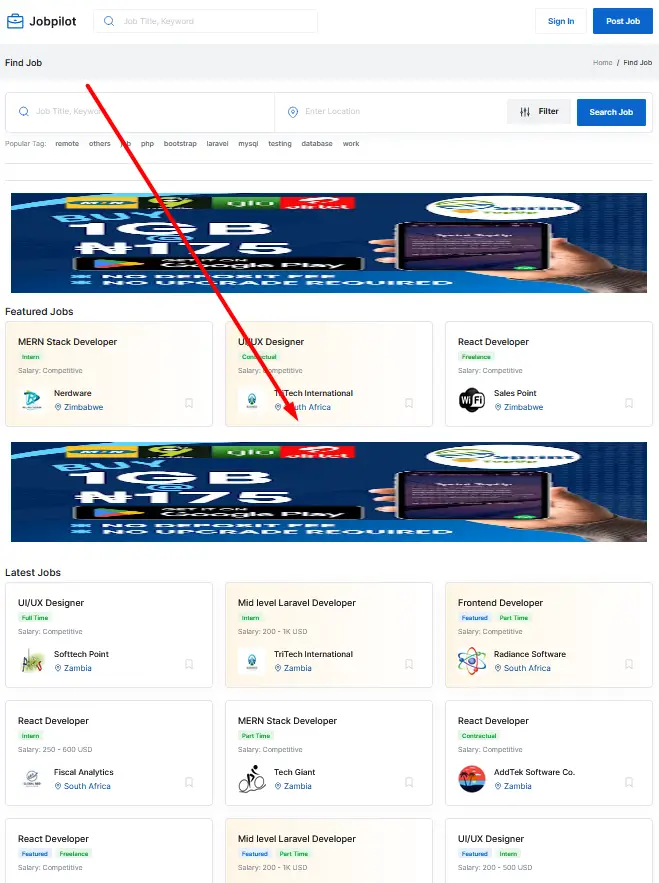 Jobpilot
Job Title, Keyword
Sign In
Post Job
Find Job
Home / Find Job
Job Title, Keyword
Enter Location
Filter
Search Job
Popular Tag: remote others job php bootstrap laravel mysql testing database work
MTN glo airtel
sprint
TopUp
BUY
1GB
@
₦175
GET IT ON
Google Play
* NO DEPOSIT FEE
* NO UPGRADE REQUIRED
Featured Jobs
MERN Stack Developer
Intern
Salary: Competitive
Nerdware
Zimbabwe
UI/UX Designer
Contractual
Salary: Competitive
TriTech International
South Africa
React Developer
Freelance
Salary: Competitive
WiFi
Sales Point
Zimbabwe
BUY
1GB
@
₦175
GET IT ON
Google Play
* NO DEPOSIT FEE
* NO UPGRADE REQUIRED
sprint
TopUp
Latest Jobs
UI/UX Designer
Full Time
Salary: Competitive
Softtech Point
Zambia
Mid level Laravel Developer
Intern
Salary: 200 - 1K USD
TriTech International
Zambia
Frontend Developer
Featured Part Time
Salary: Competitive
Radiance Software
South Africa
React Developer
Intern
Salary: 250 - 600 USD
Fiscal Analytics
South Africa
MERN Stack Developer
Part Time
Salary: Competitive
Tech Giant
Zambia
React Developer
Contractual
Salary: Competitive
AddTek Software Co.
Zambia
React Developer
Featured Freelance
Salary: Competitive
Mid level Laravel Developer
Featured Part Time
Salary: 200 - 1K USD
UI/UX Designer
Featured Intern
Salary: 200 - 500 USD